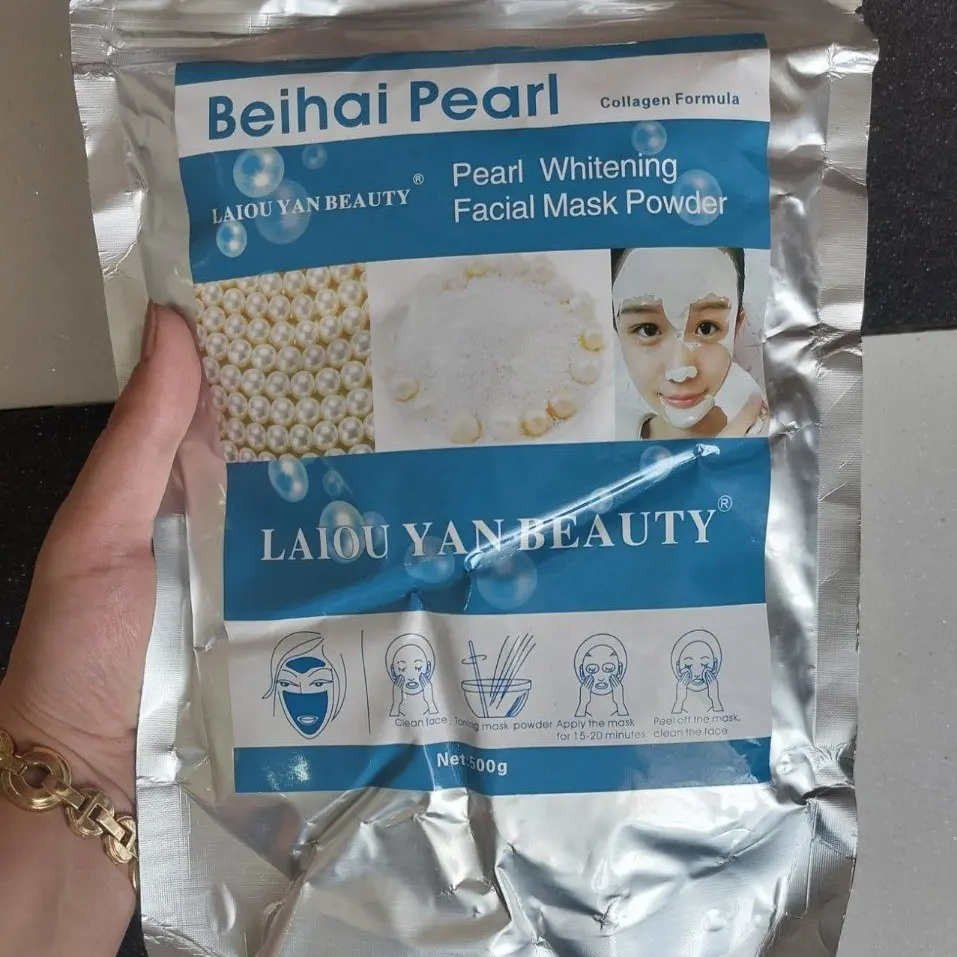 Beihai Pearl
Collagen Formula
LAIOU YAN BEAUTY®
Pearl Whitening
Facial Mask Powder
LAIOU YAN BEAUTY®
Clean face
Toning mask powder
Apply the mask
for 15-20 minutes
Peel off the mask,
clean the face
Net:500g